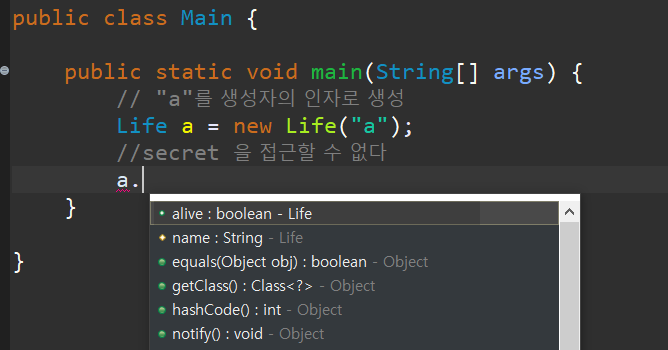 public class Main {
public static void main(String[] args) {
// "a"를 생성자의 인자로 생성
Life a = new Life("a");
//secret 을 접근할 수 없다
a.
}
}
alive : boolean - Life
name : String - Life
equals(Object obj) : boolean - Object
getClass() : Class<?> - Object
hashCode() : int - Object
notify() : void - Object